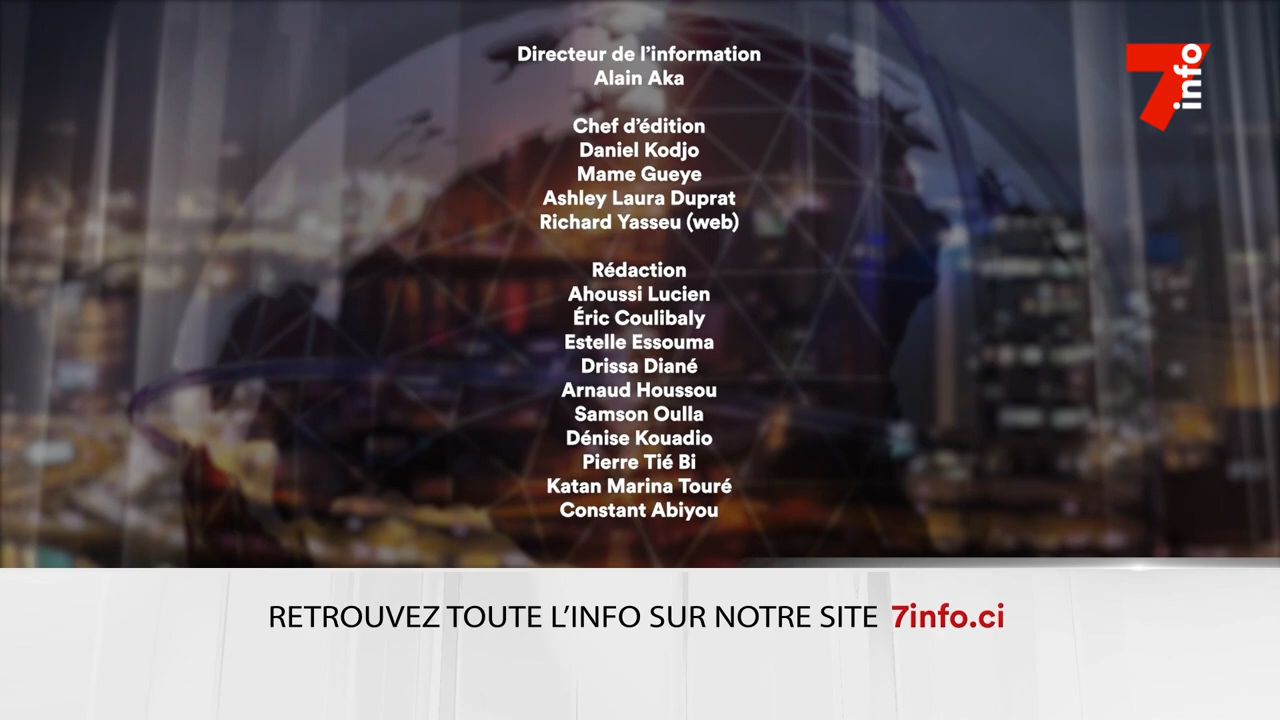 Directeur de l’information
Alain Aka
Chef d’édition
Daniel Kodjo
Mame Gueye
Ashley Laura Duprat
Richard Yasseu (web)
Rédaction
Ahoussi Lucien
Éric Coulibaly
Estelle Essouma
Drissa Diané
Arnaud Houssou
Samson Oulla
Dénise Kouadio
Pierre Tié Bi
Katan Marina Touré
Constant Abiyou
7info
RETROUVEZ TOUTE L’INFO SUR NOTRE SITE 7info.ci